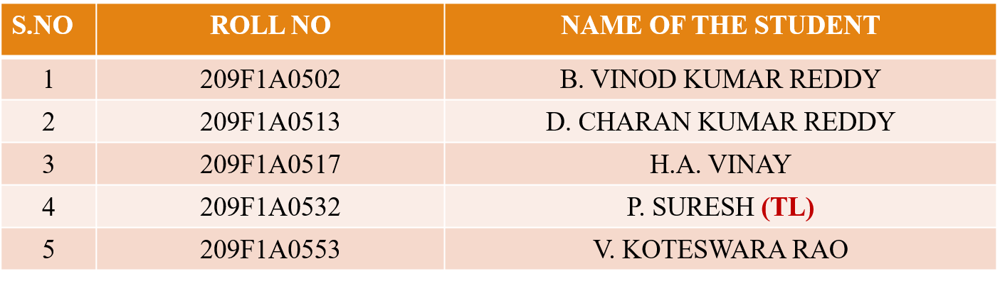 S.NO ROLL NO NAME OF THE STUDENT
1 209F1A0502 B. VINOD KUMAR REDDY
2 209F1A0513 D. CHARAN KUMAR REDDY
3 209F1A0517 H.A. VINAY
4 209F1A0532 P. SURESH (TL)
5 209F1A0553 V. KOTESWARA RAO